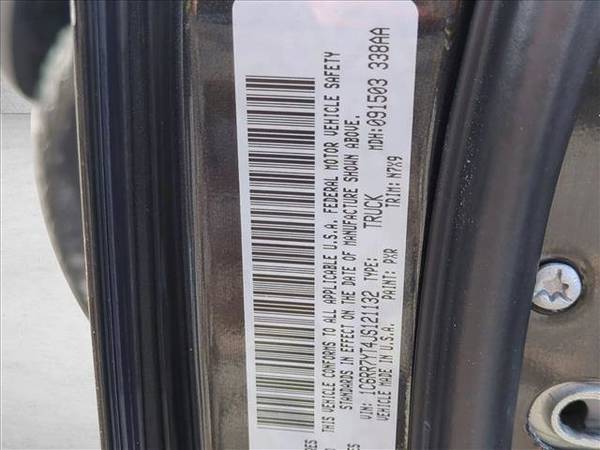 THIS VEHICLE CONFORMS TO ALL APPLICABLE U.S.A. FEDERAL MOTOR VEHICLE SAFETY
STANDARDS IN EFFECT ON THE DATE OF MANUFACTURE SHOWN ABOVE.
VIN: 1C6RR7YT4JS121132 TYPE: TRUCK MDH:091503 338AA
VEHICLE MADE IN U.S.A. PAINT: PXR TRIM: N7X9